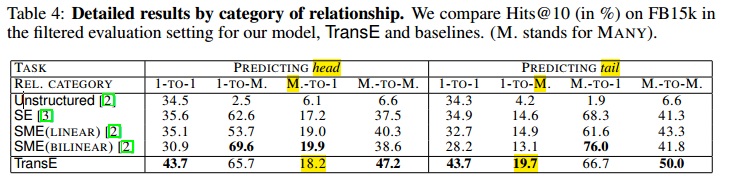 Table 4: Detailed results by category of relationship. We compare Hits@10 (in %) on FB15k in
the filtered evaluation setting for our model, TransE and baselines. (M. stands for MANY).
TASK PREDICTING head PREDICTING tail
REL. CATEGORY 1-TO-1 1-TO-M. M.-TO-1 M.-TO-M. 1-TO-1 1-TO-M. M.-TO-1 M.-TO-M.
Unstructured [2] 34.5 2.5 6.1 6.6 34.3 4.2 1.9 6.6
SE [3] 35.6 62.6 17.2 37.5 34.9 14.6 68.3 41.3
SME(LINEAR) [2] 35.1 53.7 19.0 40.3 32.7 14.9 61.6 43.3
SME(BILINEAR) [2] 30.9 69.6 19.9 38.6 28.2 13.1 76.0 41.8
TransE 43.7 65.7 18.2 47.2 43.7 19.7 66.7 50.0